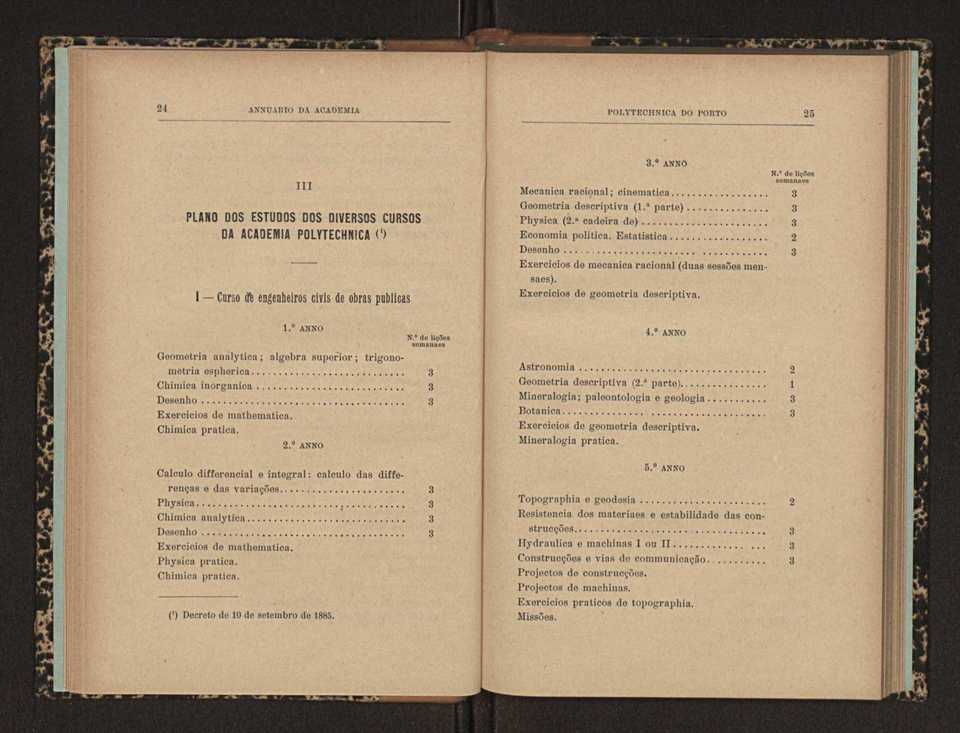 24 ANNUARIO DA ACADEMIA
III
PLANO DOS ESTUDOS DOS DIVERSOS CURSOS
DA ACADEMIA POLYTECHNICA (¹)
I — Curso de engenheiros civis de obras publicas
1.º ANNO
N.º de lições
semanaes
Geometria analytica; algebra superior; trigono-
metria espherica.......................... 3
Chimica inorganica .......................... 3
Desenho .................................... 3
Exercicios de mathematica.
Chimica pratica.
2.º ANNO
Calculo differencial e integral: calculo das diffe-
renças e das variações...................... 3
Physica...................................... 3
Chimica analytica............................ 3
Desenho .................................... 3
Exercicios de mathematica.
Physica pratica.
Chimica pratica.
(¹) Decreto de 10 de setembro de 1885.
POLYTECHNICA DO PORTO 25
3.º ANNO
N.º de lições
semanaes
Mecanica racional; cinematica.................. 3
Geometria descriptiva (1.ª parte) ............... 3
Physica (2.ª cadeira de) ........................ 3
Economia politica. Estatistica................... 2
Desenho ...................................... 3
Exercicios de mecanica racional (duas sessões men-
saes).
Exercicios de geometria descriptiva.
4.º ANNO
Astronomia ................................... 2
Geometria descriptiva (2.ª parte)................ 1
Mineralogia; paleontologia e geologia ........... 3
Botanica...................................... 3
Exercicios de geometria descriptiva.
Mineralogia pratica.
5.º ANNO
Topographia e geodesia ........................ 2
Resistencia dos materiaes e estabilidade das con-
strucções.................................... 3
Hydraulica e machinas I ou II................... 3
Construcções e vias de communicação........... 3
Projectos de construcções.
Projectos de machinas.
Exercicios praticos de topographia.
Missões.